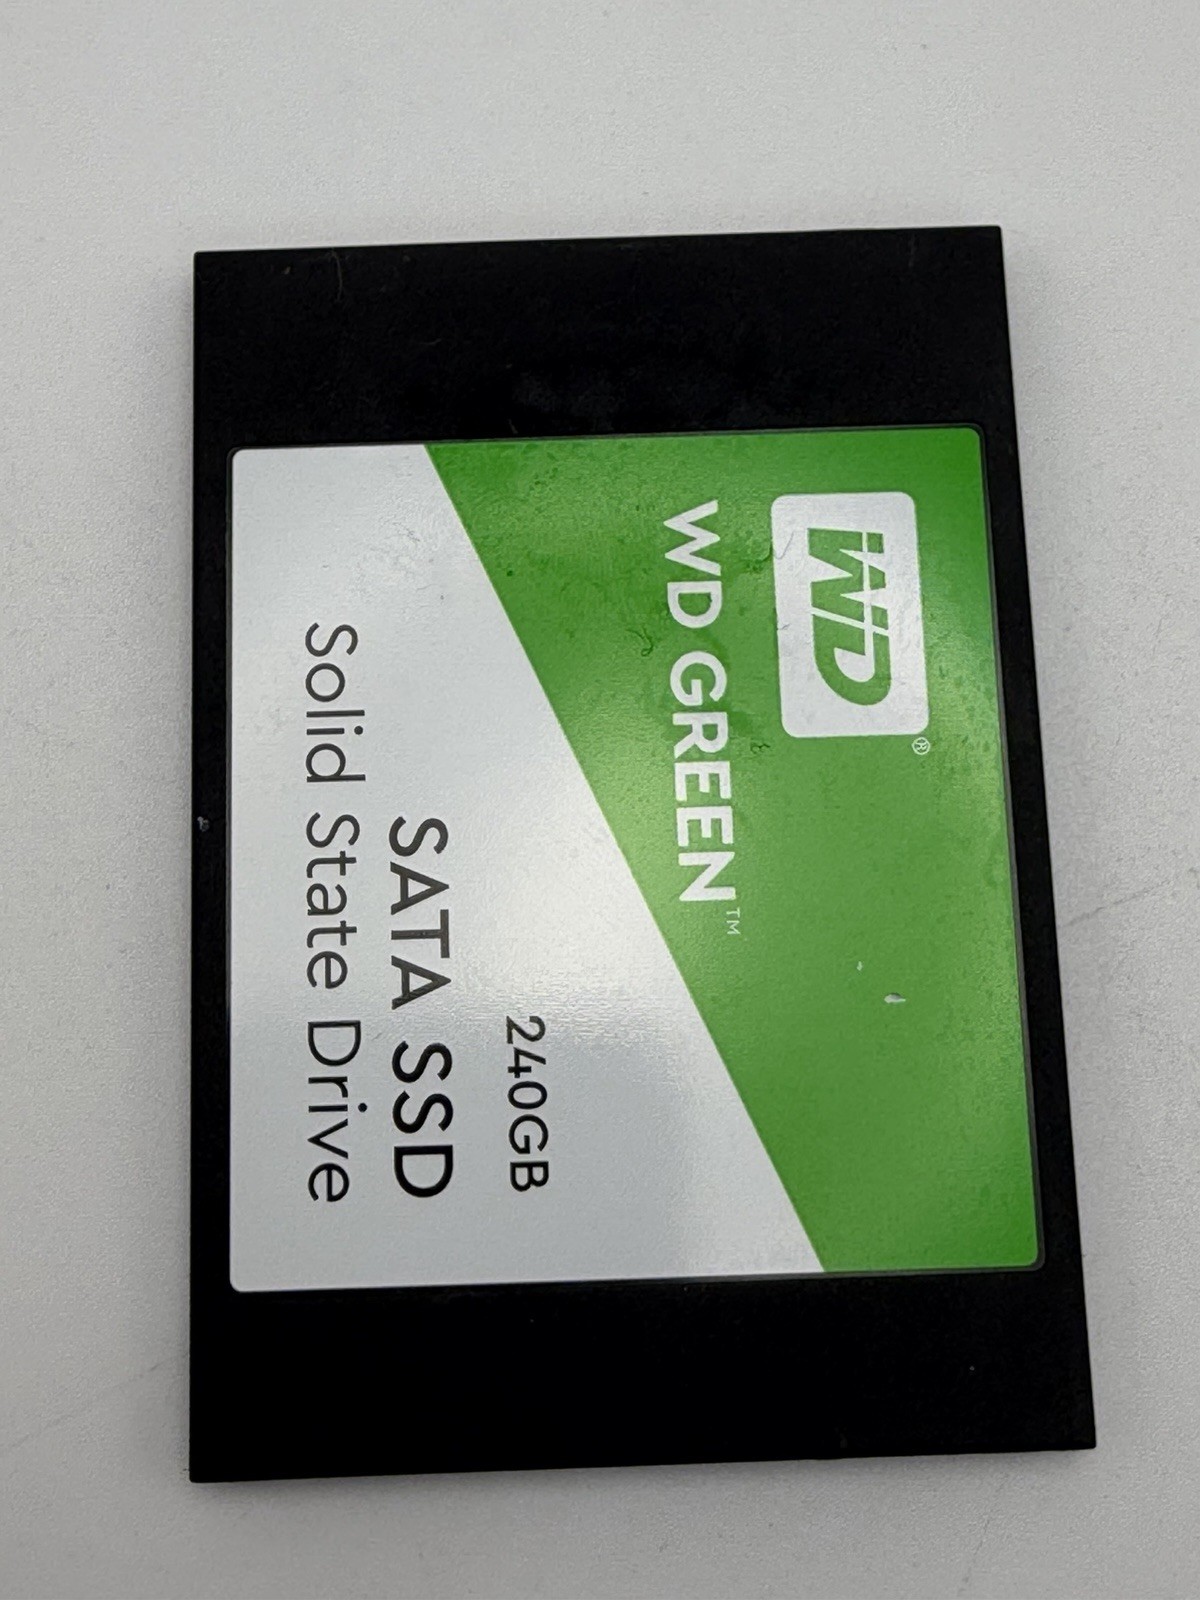 WD®
WD GREEN™
240GB
SATA SSD
Solid State Drive